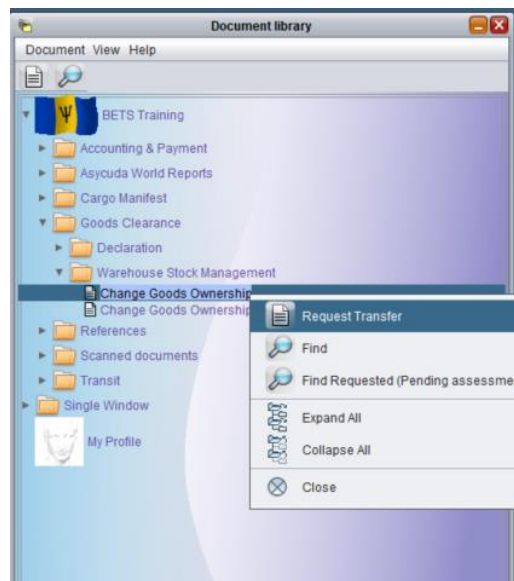 Document library
Document View Help
BETS Training
Accounting & Payment
Asycuda World Reports
Cargo Manifest
Goods Clearance
Declaration
Warehouse Stock Management
Change Goods Ownership
Change Goods Ownership
Request Transfer
References
Find
Scanned documents
Find Requested (Pending assessme
Transit
Single Window
Expand All
My Profile
Collapse All
Close